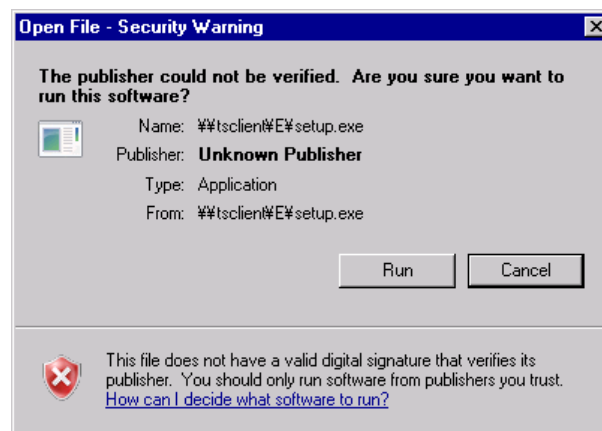 Open File - Security Warning
The publisher could not be verified. Are you sure you want to
run this software?
Name: ¥¥tsclient¥E¥setup.exe
Publisher: Unknown Publisher
Type: Application
From: ¥¥tsclient¥E¥setup.exe
Run Cancel
This file does not have a valid digital signature that verifies its
publisher. You should only run software from publishers you trust.
How can I decide what software to run?